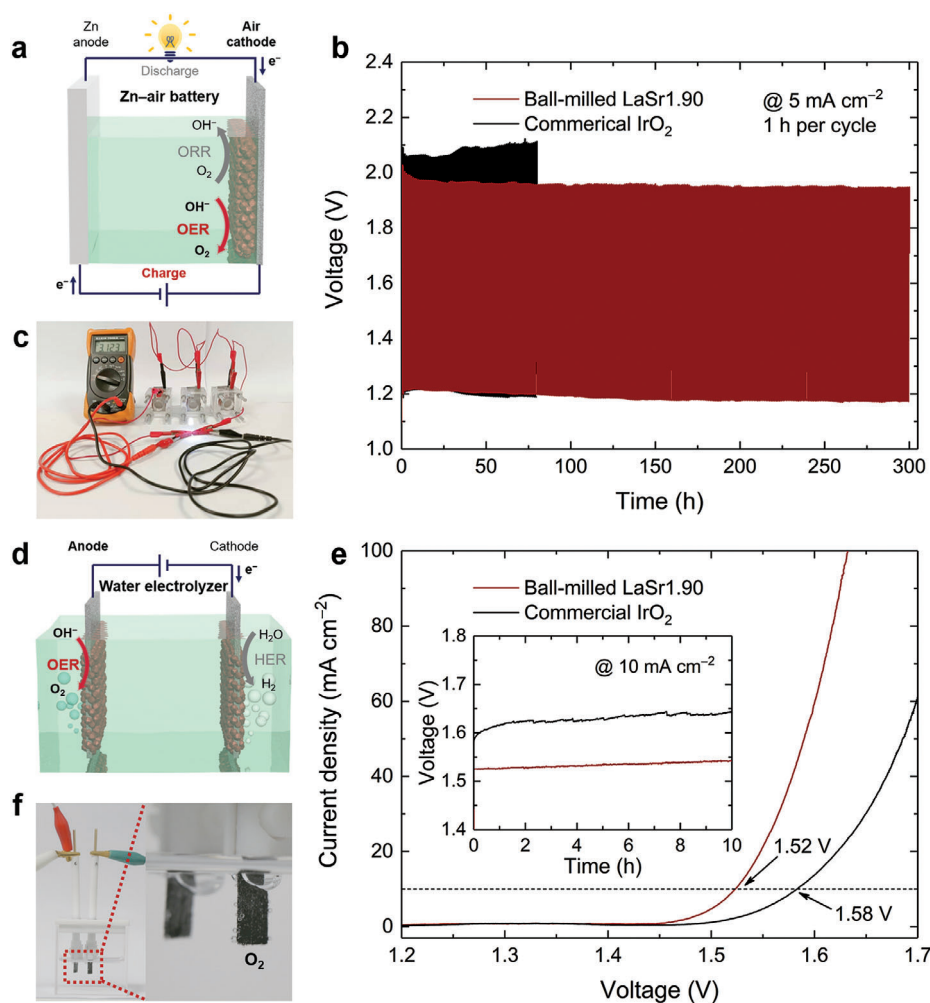 a
Zn
anode
Air
cathode
e⁻
Discharge
Zn–air battery
OH⁻
ORR
O₂
OH⁻
OER
O₂
Charge
e⁻
b
Ball-milled LaSr1.90
Commerical IrO₂
@ 5 mA cm⁻²
1 h per cycle
Voltage (V)
2.4
2.2
2.0
1.8
1.6
1.4
1.2
1.0
0 50 100 150 200 250 300
Time (h)
c
3.123
d
Anode
Cathode
e⁻
Water electrolyzer
OH⁻
OER
O₂
H₂O
HER
H₂
e
Ball-milled LaSr1.90
Commercial IrO₂
Current density (mA cm⁻²)
100
80
60
40
20
0
@ 10 mA cm⁻²
Voltage (V)
1.8
1.7
1.6
1.5
1.4
0 2 4 6 8 10
Time (h)
1.52 V
1.58 V
1.2 1.3 1.4 1.5 1.6 1.7
Voltage (V)
f
O₂